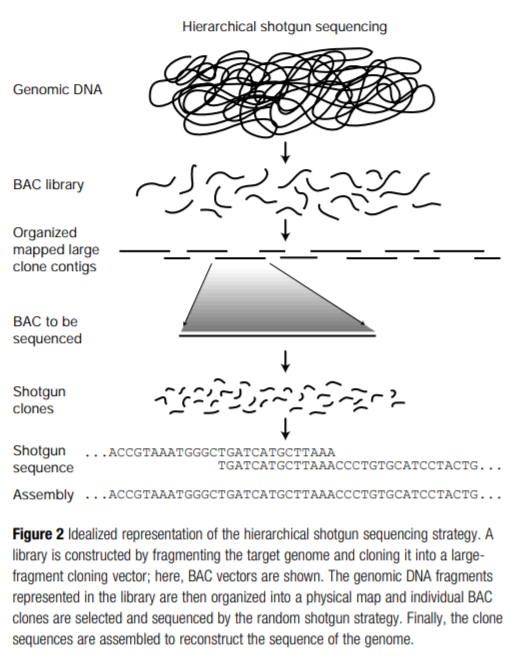 Hierarchical shotgun sequencing
Genomic DNA
BAC library
Organized
mapped large
clone contigs
BAC to be
sequenced
Shotgun
clones
Shotgun
sequence
...ACCGTAAATGGGCTGATCATGCTTAAA
TGATCATGCTTAAACCCTGTGCATCCTACTG...
Assembly ...ACCGTAAATGGGCTGATCATGCTTAAACCCTGTGCATCCTACTG...
Figure 2 Idealized representation of the hierarchical shotgun sequencing strategy. A
library is constructed by fragmenting the target genome and cloning it into a large-
fragment cloning vector; here, BAC vectors are shown. The genomic DNA fragments
represented in the library are then organized into a physical map and individual BAC
clones are selected and sequenced by the random shotgun strategy. Finally, the clone
sequences are assembled to reconstruct the sequence of the genome.